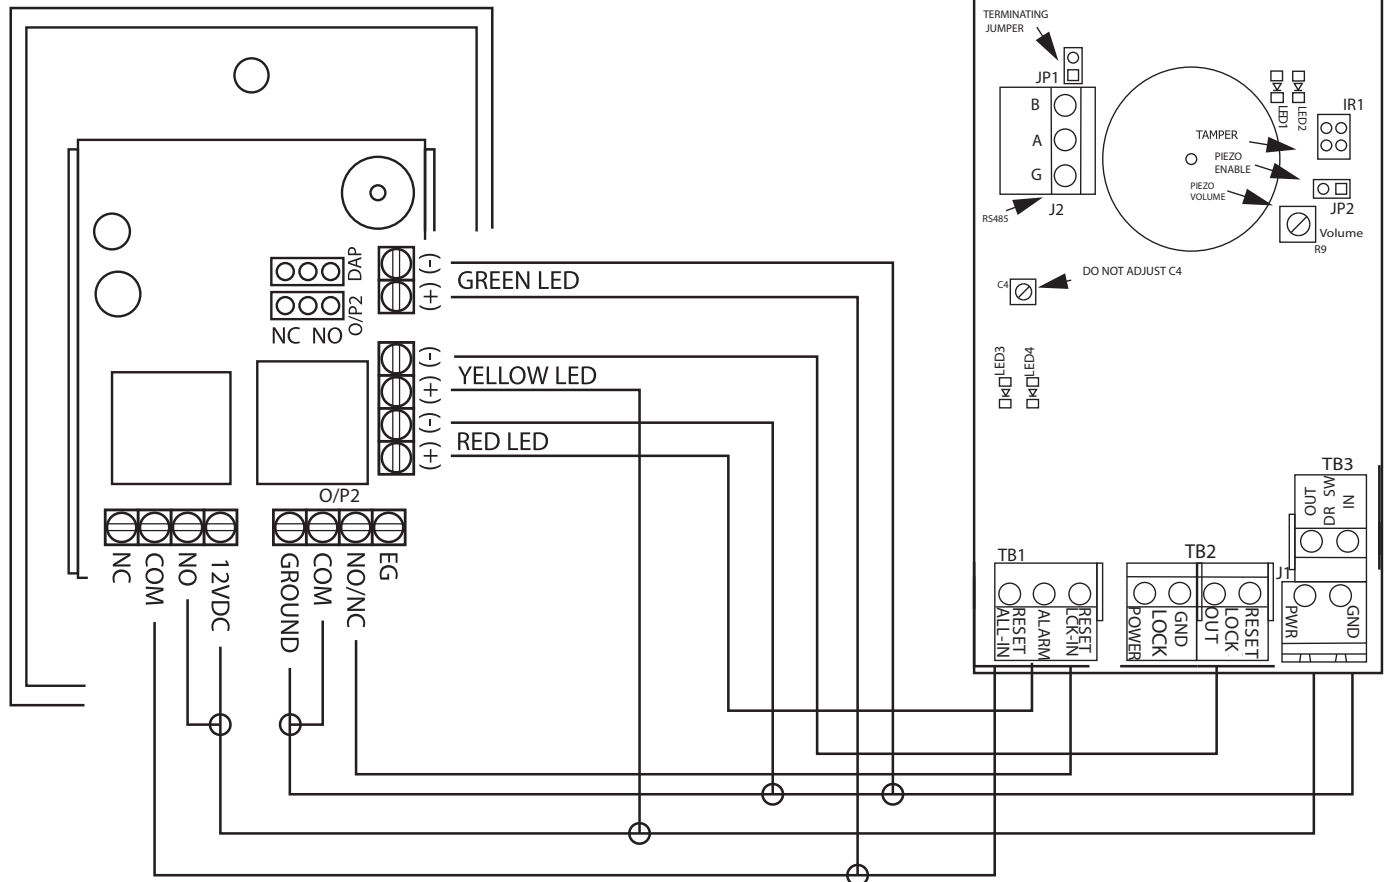 DAP
O/P2
NC NO
(-)
GREEN LED
(+)
(-)
YELLOW LED
(+)
(-)
RED LED
(+)
O/P2
NC
COM
NO
12VDC
GROUND
COM
NO/NC
EG
TERMINATING
JUMPER
JP1
B
A
G
RS485
J2
LED1
LED2
IR1
TAMPER
PIEZO
ENABLE
PIEZO
VOLUME
JP2
Volume
R9
C4
DO NOT ADJUST C4
LED3
LED4
TB3
OUT
DR SW
IN
TB1
RESET
ALL-IN
ALARM
RESET
LCK-IN
TB2
POWER
LOCK
GND
OUT
LOCK
RESET
J1
PWR
GND